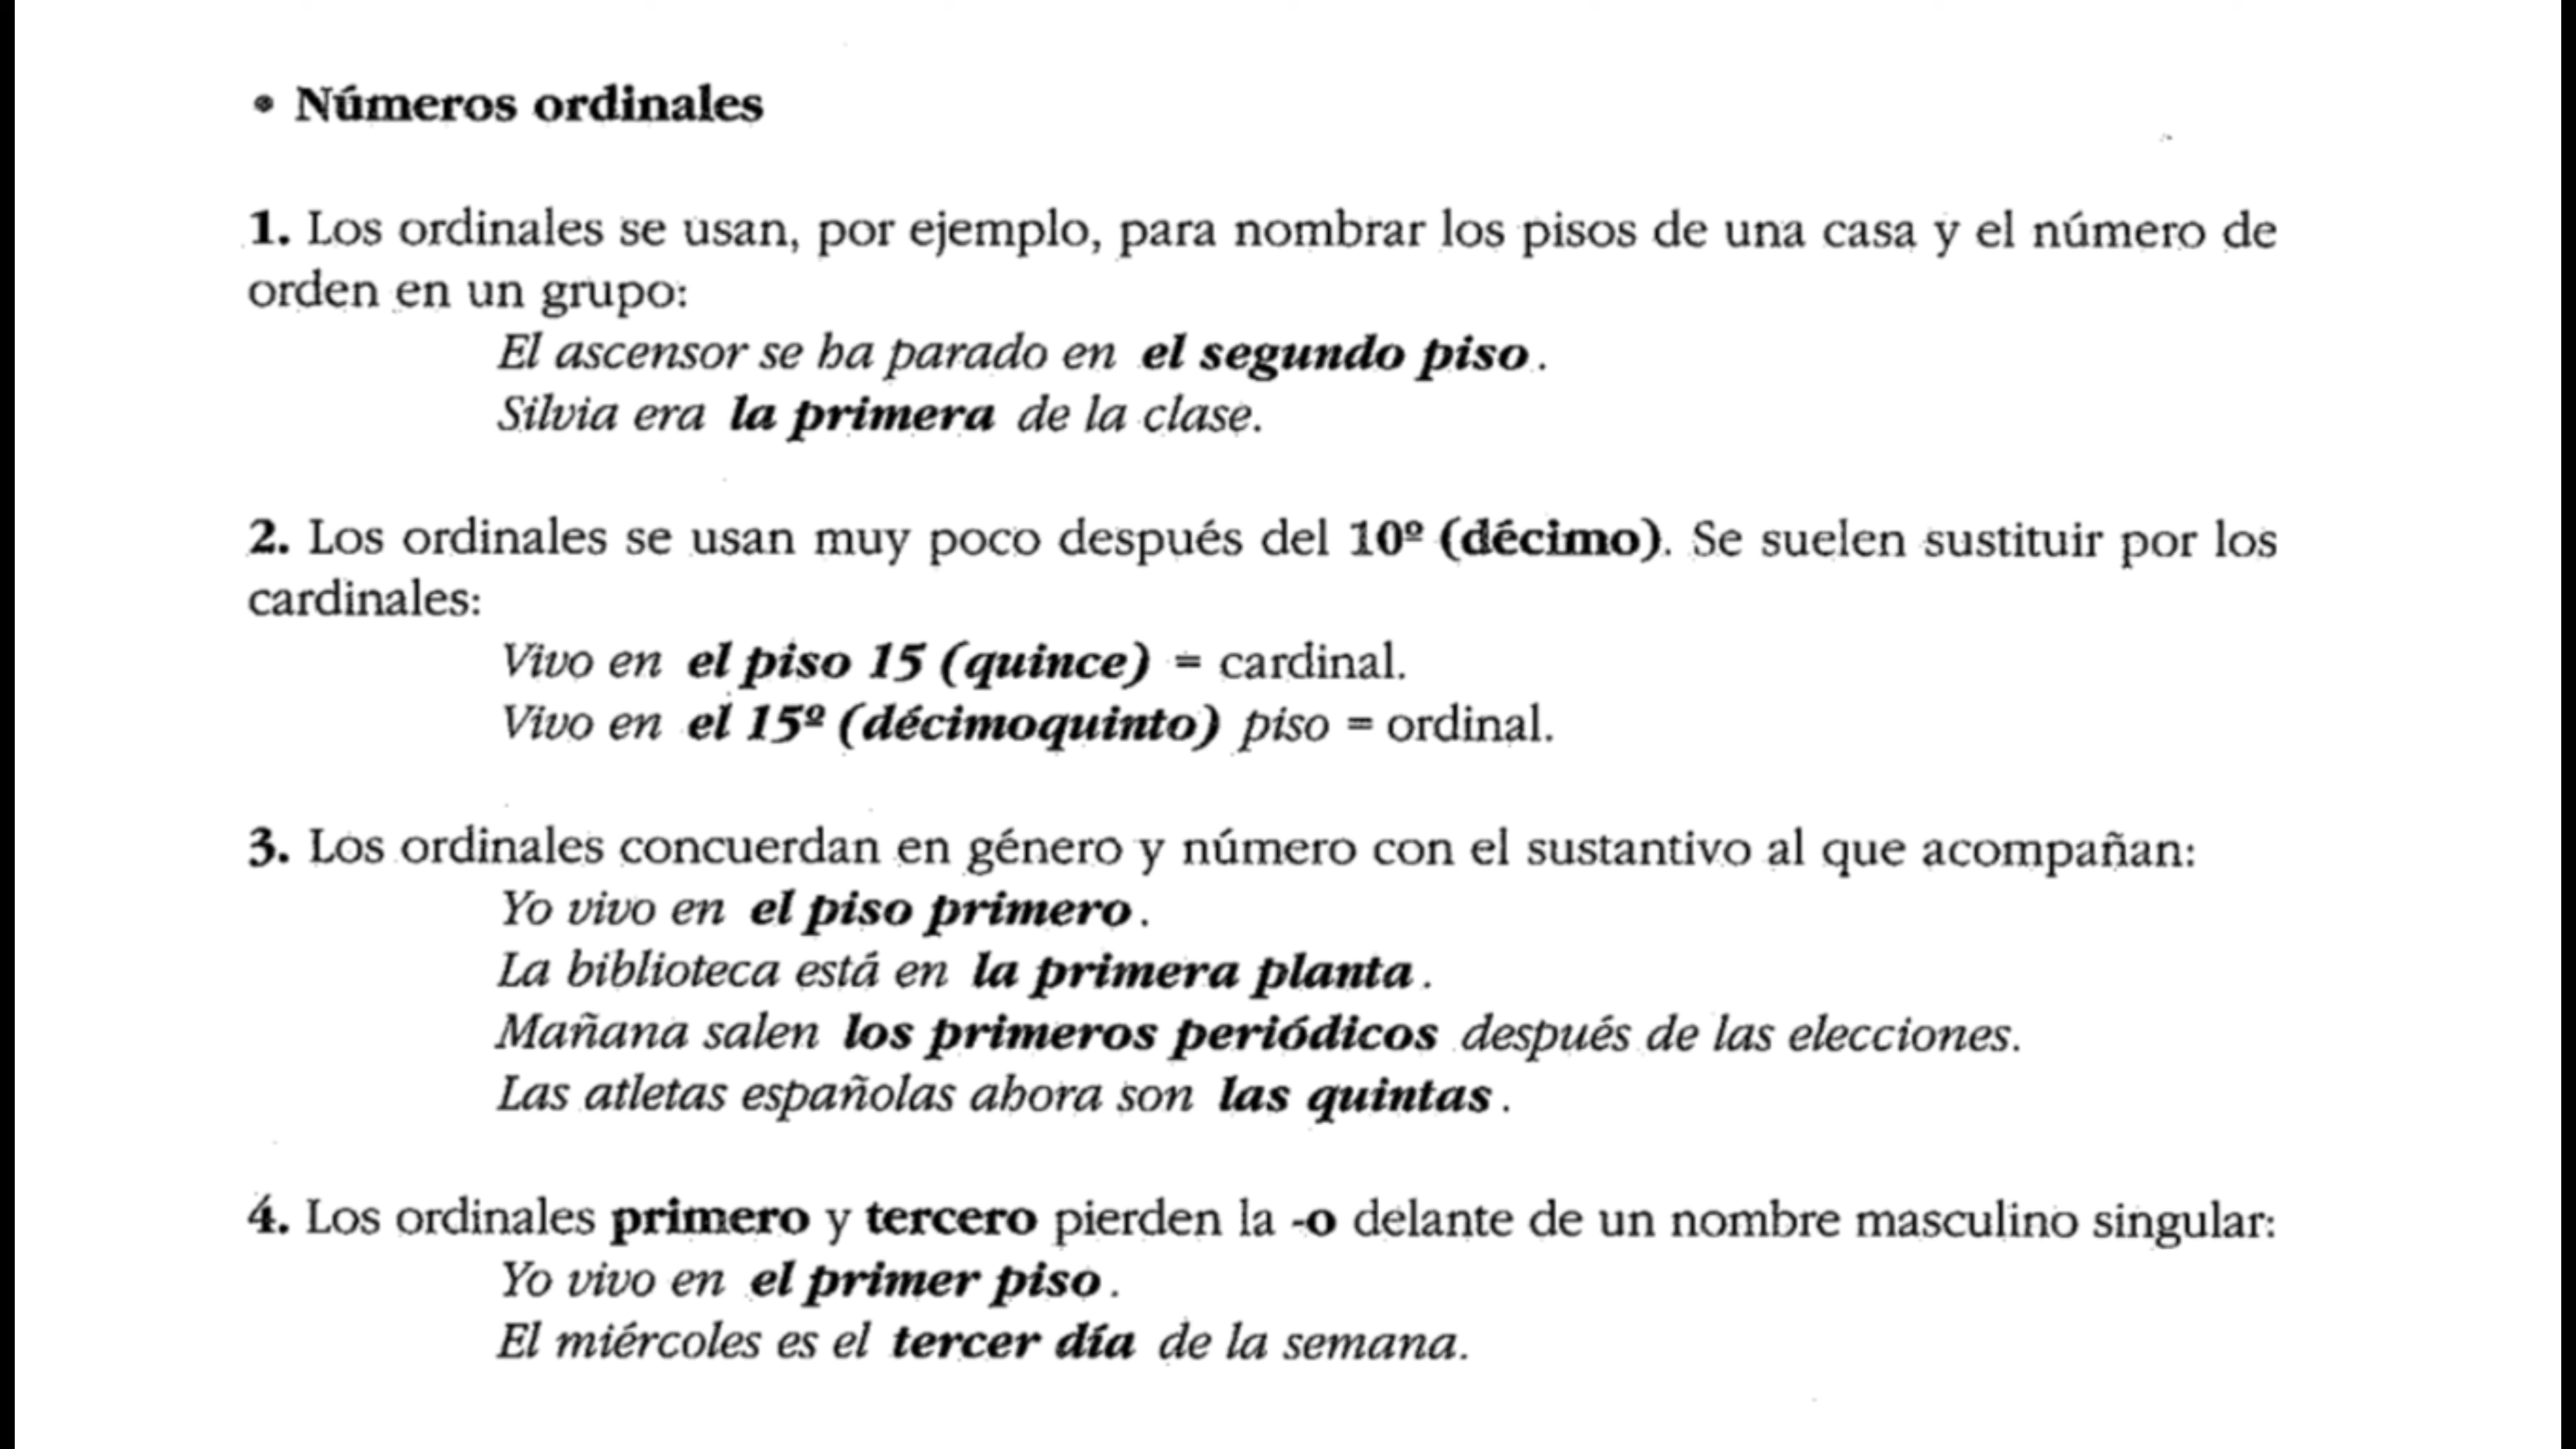 • Números ordinales
1. Los ordinales se usan, por ejemplo, para nombrar los pisos de una casa y el número de
orden en un grupo:
El ascensor se ha parado en el segundo piso.
Silvia era la primera de la clase.
2. Los ordinales se usan muy poco después del 10º (décimo). Se suelen sustituir por los
cardinales:
Vivo en el piso 15 (quince) = cardinal.
Vivo en el 15º (décimoquinto) piso = ordinal.
3. Los ordinales concuerdan en género y número con el sustantivo al que acompañan:
Yo vivo en el piso primero.
La biblioteca está en la primera planta.
Mañana salen los primeros periódicos después de las elecciones.
Las atletas españolas ahora son las quintas.
4. Los ordinales primero y tercero pierden la -o delante de un nombre masculino singular:
Yo vivo en el primer piso.
El miércoles es el tercer día de la semana.